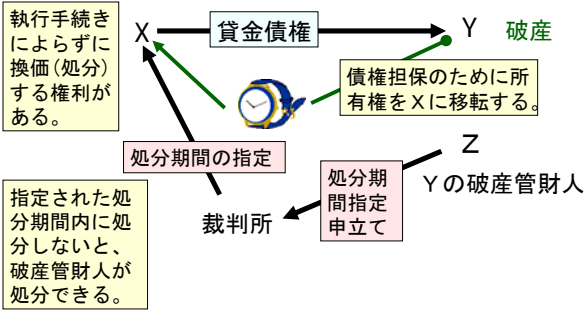 執行手続き
によらずに
換価(処分)
する権利が
ある。
X
貸金債権
Y
破産
債権担保のために所
有権をXに移転する。
処分期間の指定
Z
Yの破産管財人
処分期
間指定
申立て
裁判所
指定された処
分期間内に処
分しないと、
破産管財人が
処分できる。